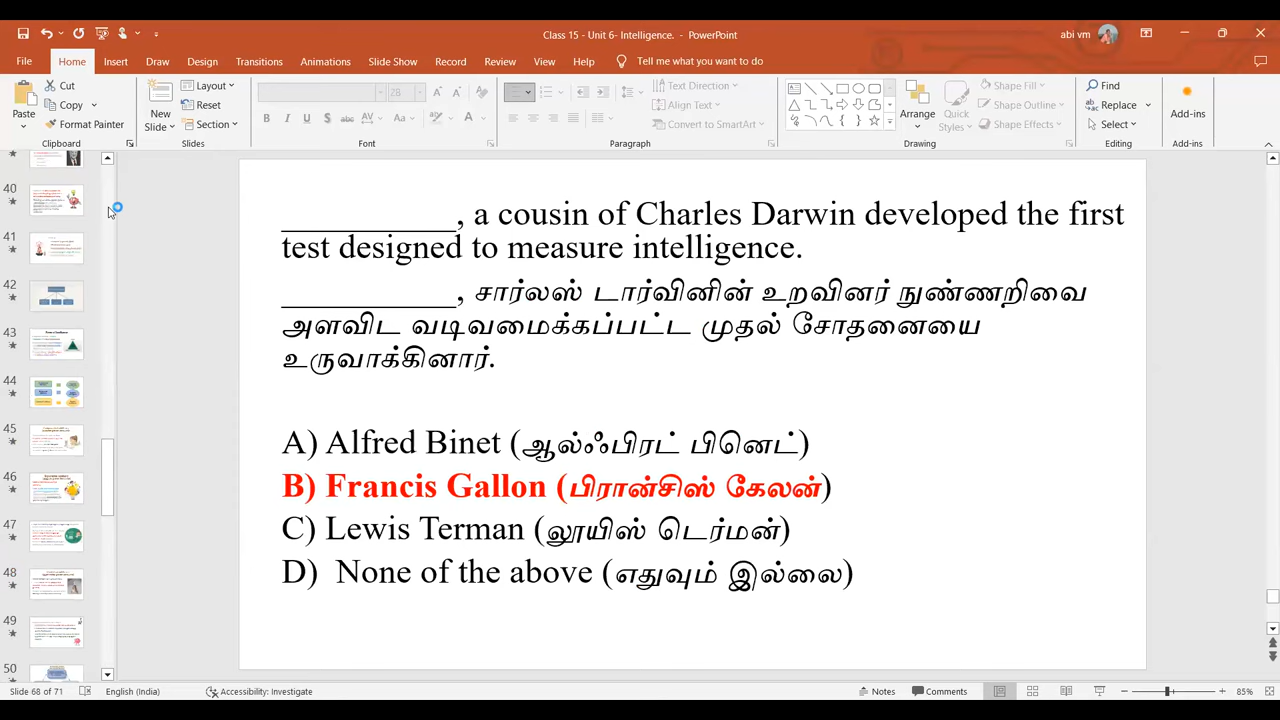 Class 15 - Unit 6- Intelligence. - PowerPoint
abi vm
File Home Insert Draw Design Transitions Animations Slide Show Record Review View Help Tell me what you want to do
Paste
Cut
Copy
Format Painter
Clipboard
New Slide
Layout
Reset
Section
Slides
28
B I U S abc AV Aa A
Font
Text Direction
Align Text
Convert to SmartArt
Paragraph
Arrange
Quick Styles
Shape Fill
Shape Outline
Shape Effects
Drawing
Find
Replace
Select
Editing
Add-ins
Add-ins
40
41
42
43
44
45
46
47
48
49
50
___________, a cousin of Charles Darwin developed the first
test designed to measure intelligence.
___________, சார்லஸ் டார்வினின் உறவினர் நுண்ணறிவை
அளவிட வடிவமைக்கப்பட்ட முதல் சோதனையை
உருவாக்கினார்.
A) Alfred Binet (ஆல்ஃபிரட் பினெட்)
B) Francis Gallon (பிரான்சிஸ் கேலன்)
C) Lewis Terman (லூயிஸ் டெர்மன்)
D) None of the above (எதுவும் இல்லை)
Slide 68 of 71 English (India) Accessibility: Investigate Notes Comments 85%